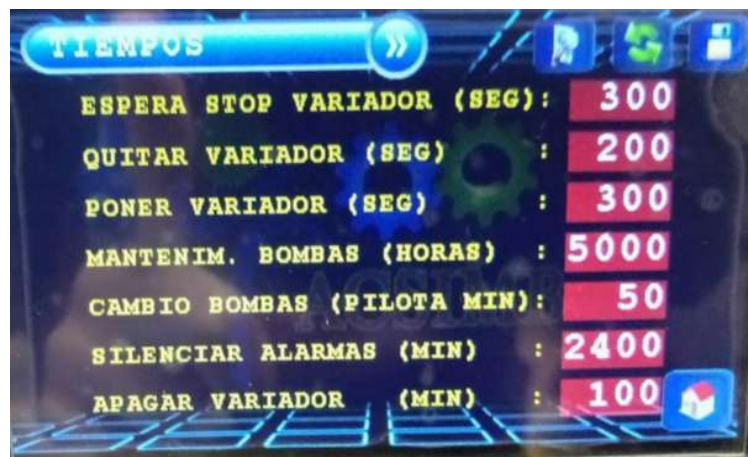 TIEMPOS »
ESPERA STOP VARIADOR (SEG): 300
QUITAR VARIADOR (SEG) : 200
PONER VARIADOR (SEG) : 300
MANTENIM. BOMBAS (HORAS) : 5000
CAMBIO BOMBAS (PILOTA MIN): 50
SILENCIAR ALARMAS (MIN) : 2400
APAGAR VARIADOR (MIN) : 100